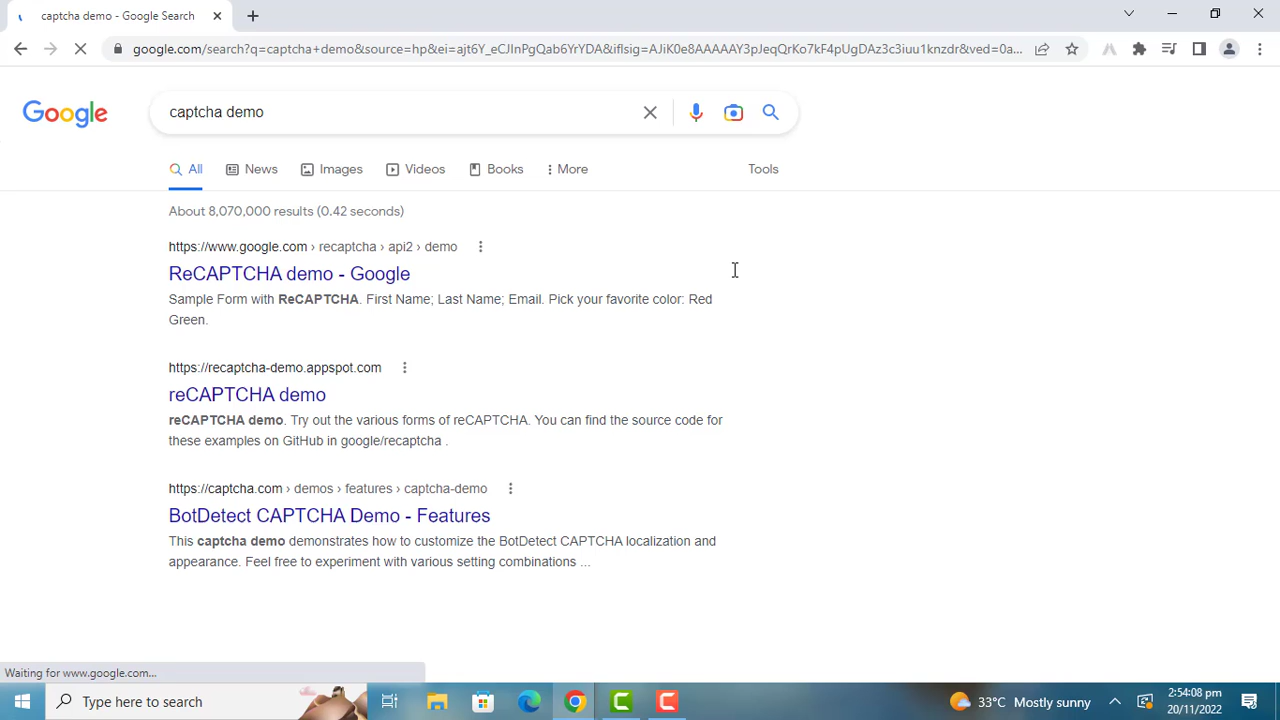 captcha demo - Google Search
google.com/search?q=captcha+demo&source=hp&ei=ajt6Y_eCJInPgQab6YrYDA&iflsig=AJiK0e8AAAAAY3pJeqQrKo7kF4pUgDAz3c3iuu1knzdr&ved=0a...
Google
captcha demo
All News Images Videos Books More Tools
About 8,070,000 results (0.42 seconds)
https://www.google.com › recaptcha › api2 › demo
ReCAPTCHA demo - Google
Sample Form with ReCAPTCHA. First Name; Last Name; Email. Pick your favorite color: Red
Green.
https://recaptcha-demo.appspot.com
reCAPTCHA demo
reCAPTCHA demo. Try out the various forms of reCAPTCHA. You can find the source code for
these examples on GitHub in google/recaptcha .
https://captcha.com › demos › features › captcha-demo
BotDetect CAPTCHA Demo - Features
This captcha demo demonstrates how to customize the BotDetect CAPTCHA localization and
appearance. Feel free to experiment with various setting combinations ...
Waiting for www.google.com...
Type here to search
33°C Mostly sunny
2:54:08 pm
20/11/2022